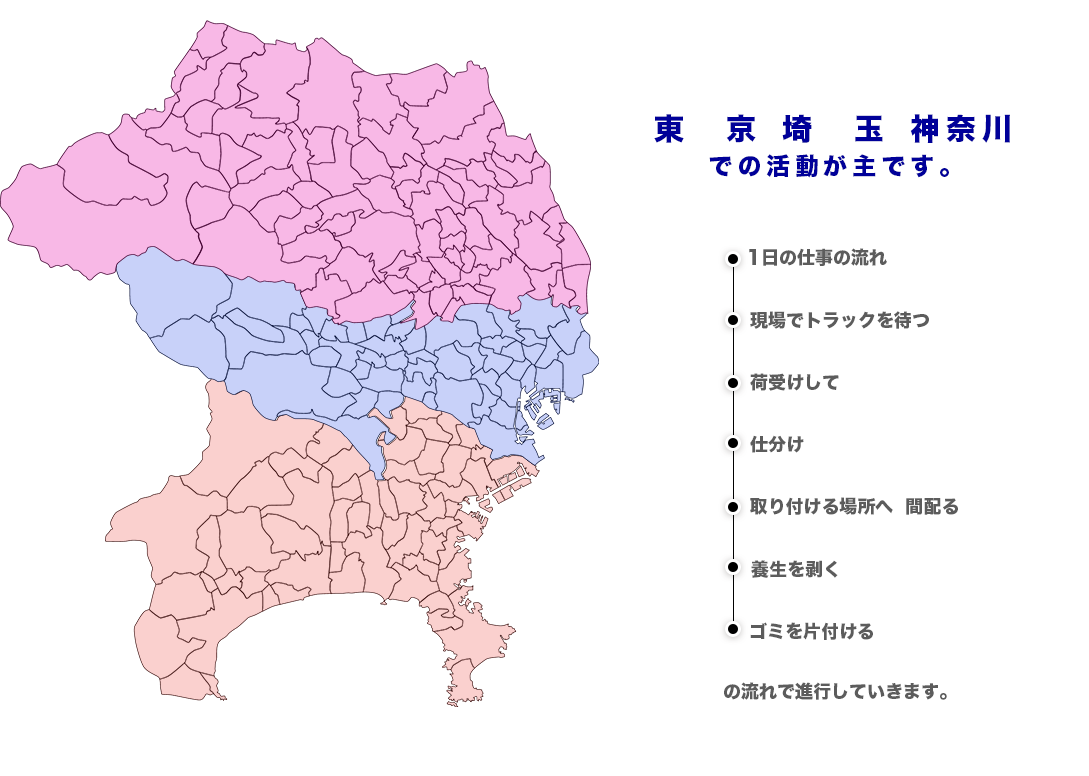 東　京 埼　玉 神奈川
での活動が主です。
1日の仕事の流れ
現場でトラックを待つ
荷受けして
仕分け
取り付ける場所へ 間配る
養生を剥く
ゴミを片付ける
の流れで進行していきます。